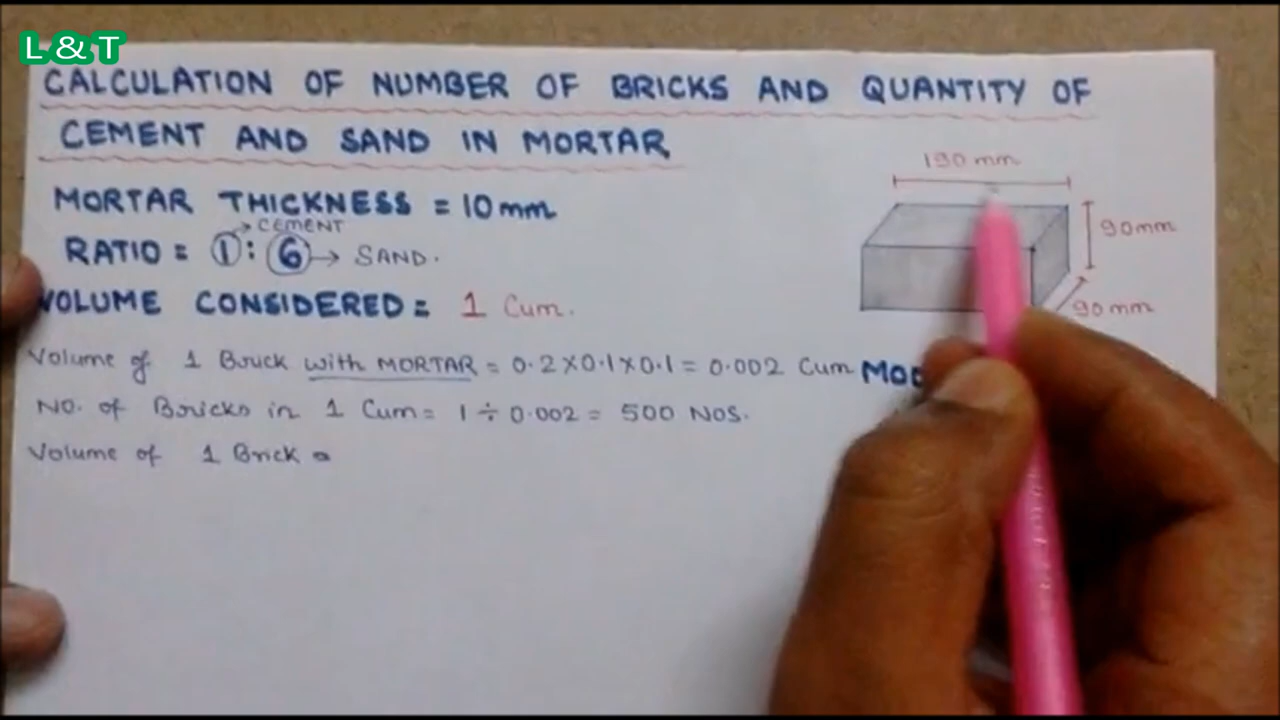 L & T
CALCULATION OF NUMBER OF BRICKS AND QUANTITY OF
CEMENT AND SAND IN MORTAR
190 mm
MORTAR THICKNESS = 10 mm
90mm
→ CEMENT
RATIO = 1 : 6 → SAND.
VOLUME CONSIDERED = 1 Cum.
90mm
Volume of 1 Brick with MORTAR = 0.2 X 0.1 X 0.1 = 0.002 Cum
NO. of Bricks in 1 Cum = 1 ÷ 0.002 = 500 NOS.
Volume of 1 Brick